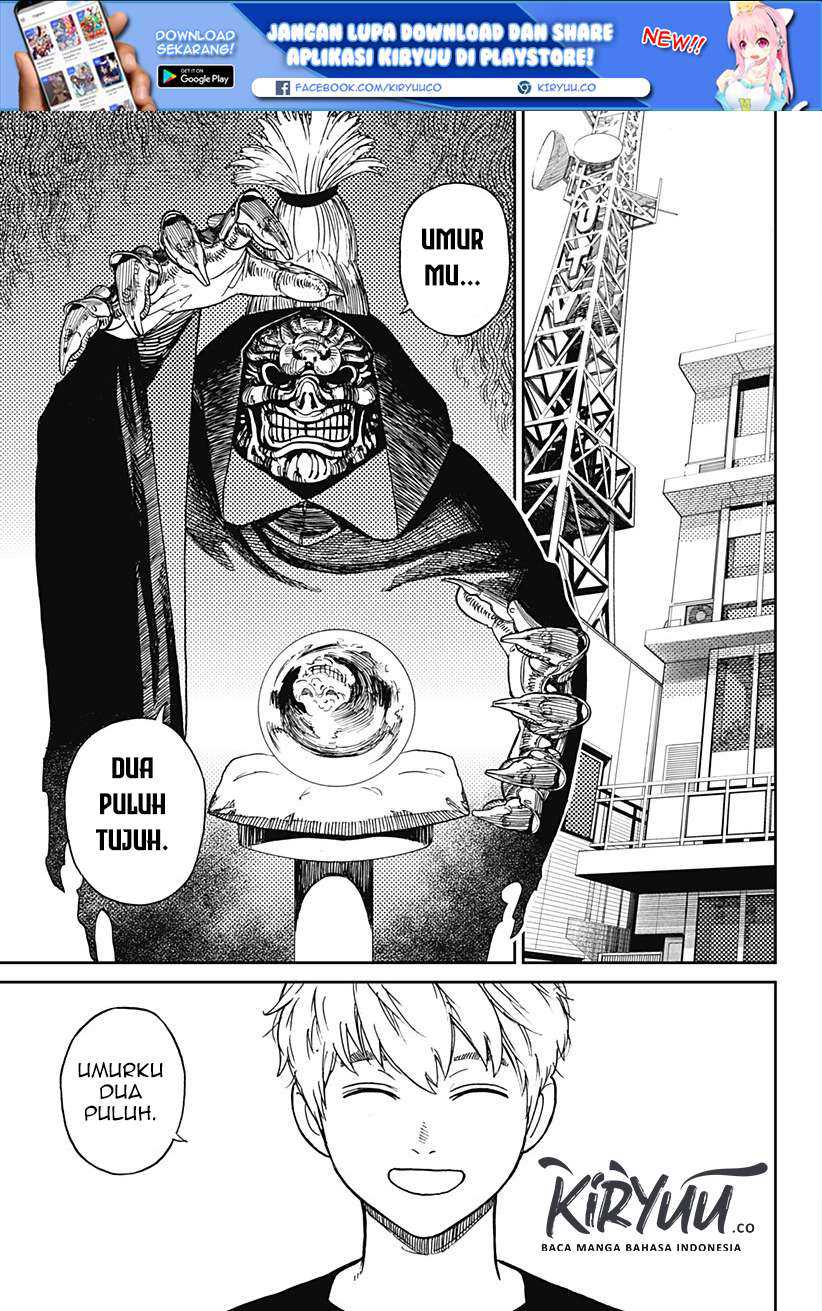 DOWNLOAD
SEKARANG!
GET IT ON
Google Play
JANGAN LUPA DOWNLOAD DAN SHARE
APLIKASI KIRYUU DI PLAYSTORE!
FACEBOOK.COM/KIRYUUCO
KIRYUU.CO
NEW!!
UTV
UMUR
MU...
DUA
PULUH
TUJUH.
UMURKU
DUA
PULUH.
KIRYUU.CO
BACA MANGA BAHASA INDONESIA